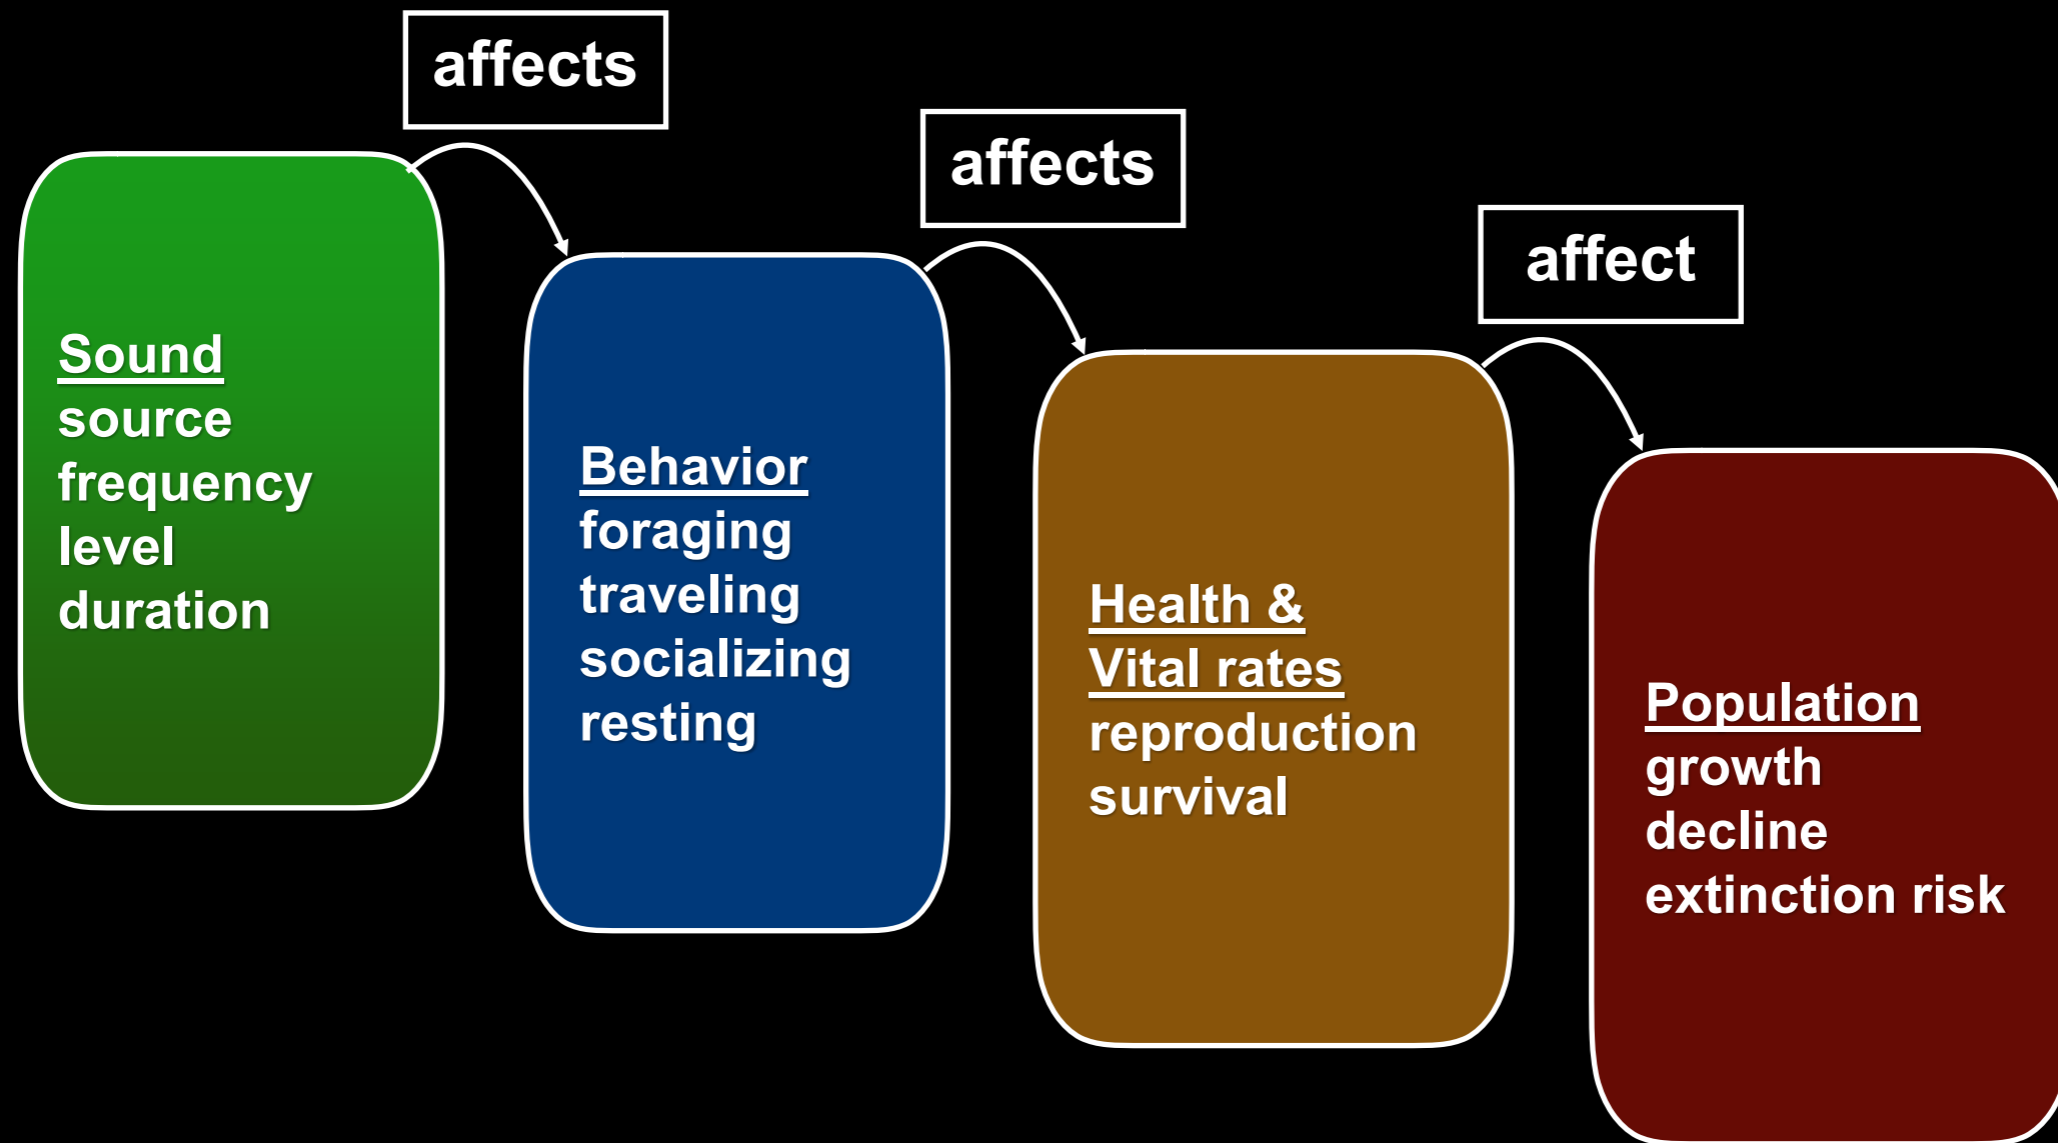 affects
affects
affect
Sound
source
frequency
level
duration
Behavior
foraging
traveling
socializing
resting
Health &
Vital rates
reproduction
survival
Population
growth
decline
extinction risk